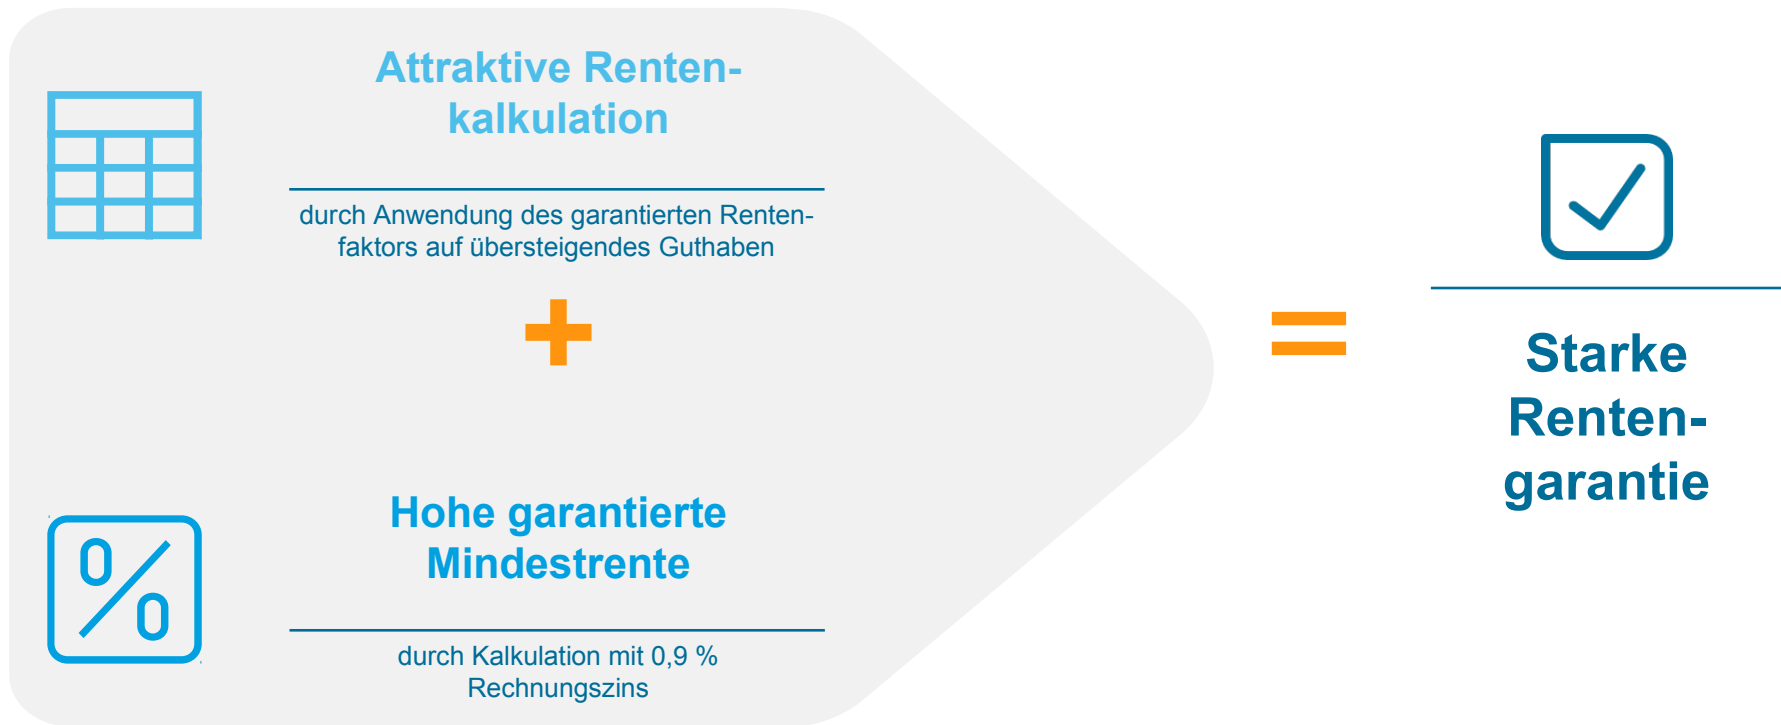 Attraktive Renten-
kalkulation
durch Anwendung des garantierten Renten-
faktors auf übersteigendes Guthaben
+
Hohe garantierte
Mindestrente
durch Kalkulation mit 0,9 %
Rechnungszins
=
Starke
Renten-
garantie